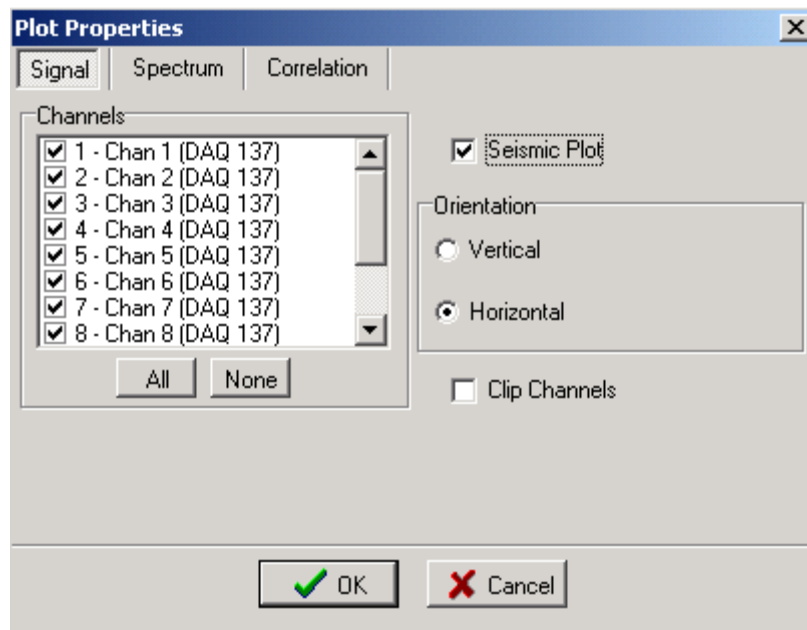 Plot Properties
Signal
Spectrum
Correlation
Channels
1 - Chan 1 (DAQ 137)
2 - Chan 2 (DAQ 137)
3 - Chan 3 (DAQ 137)
4 - Chan 4 (DAQ 137)
5 - Chan 5 (DAQ 137)
6 - Chan 6 (DAQ 137)
7 - Chan 7 (DAQ 137)
8 - Chan 8 (DAQ 137)
All
None
Seismic Plot
Orientation
Vertical
Horizontal
Clip Channels
OK
Cancel